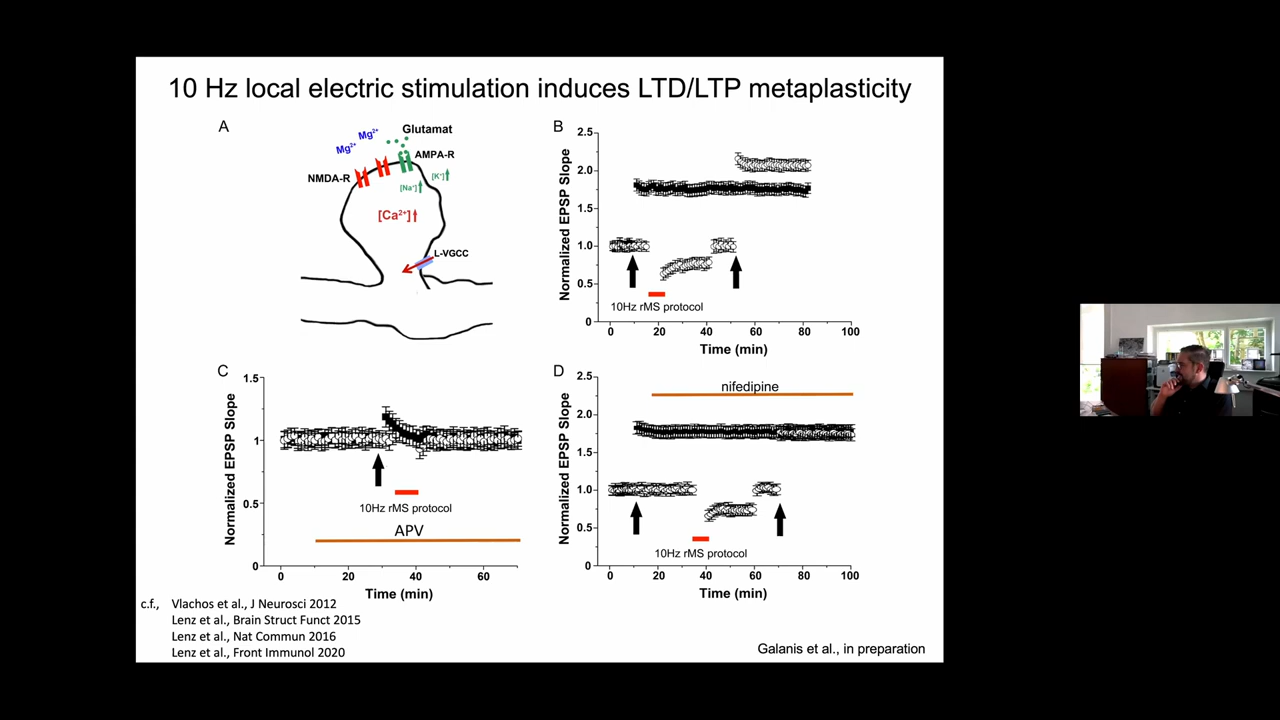 10 Hz local electric stimulation induces LTD/LTP metaplasticity
A
Mg²⁺ Mg²⁺ Glutamat
AMPA-R
NMDA-R
[Na⁺] [K⁺]
[Ca²⁺]
L-VGCC
B
Normalized EPSP Slope
2.5
2.0
1.5
1.0
0.5
0
10Hz rMS protocol
0 20 40 60 80 100
Time (min)
C
Normalized EPSP Slope
1.5
1
0.5
0
10Hz rMS protocol
APV
0 20 40 60
Time (min)
D
Normalized EPSP Slope
2.5
2.0
1.5
1.0
0.5
0
nifedipine
10Hz rMS protocol
0 20 40 60 80 100
Time (min)
c.f., Vlachos et al., J Neurosci 2012
Lenz et al., Brain Struct Funct 2015
Lenz et al., Nat Commun 2016
Lenz et al., Front Immunol 2020
Galanis et al., in preparation